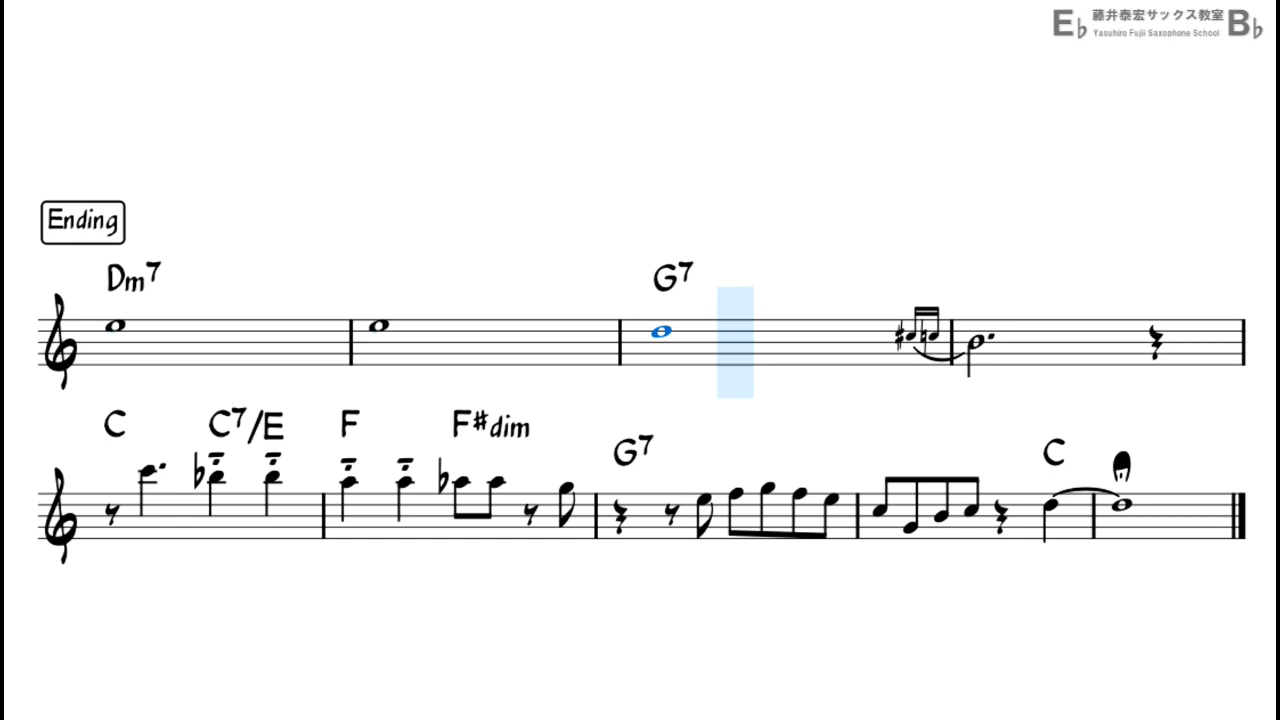 E♭ 藤井泰宏サックス教室 B♭
Yasuhiro Fujii Saxophone School
Ending
Dm7 G7
C C7/E F F#dim G7 C